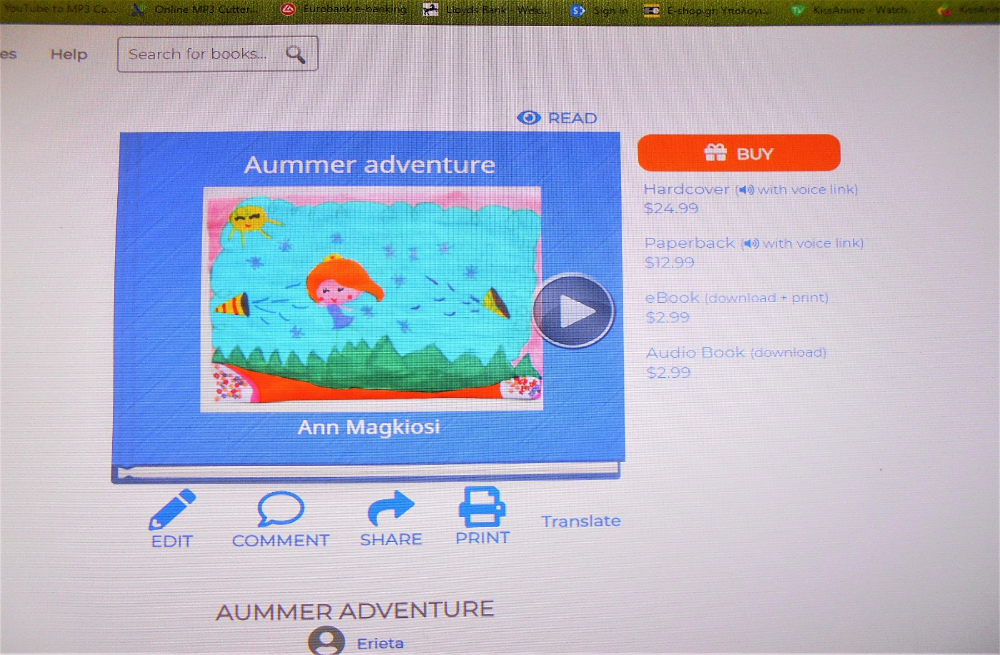 YouTube to MP3 Co... Online MP3 Cutter... Eurobank e-banking Lloyds Bank - Welc... Sign In E-shop.gr: Υπολογι... KissAnime - Watch...
es Help Search for books...
READ
Aummer adventure
Ann Magkiosi
BUY
Hardcover (with voice link)
$24.99
Paperback (with voice link)
$12.99
eBook (download + print)
$2.99
Audio Book (download)
$2.99
EDIT COMMENT SHARE PRINT Translate
AUMMER ADVENTURE
Erieta